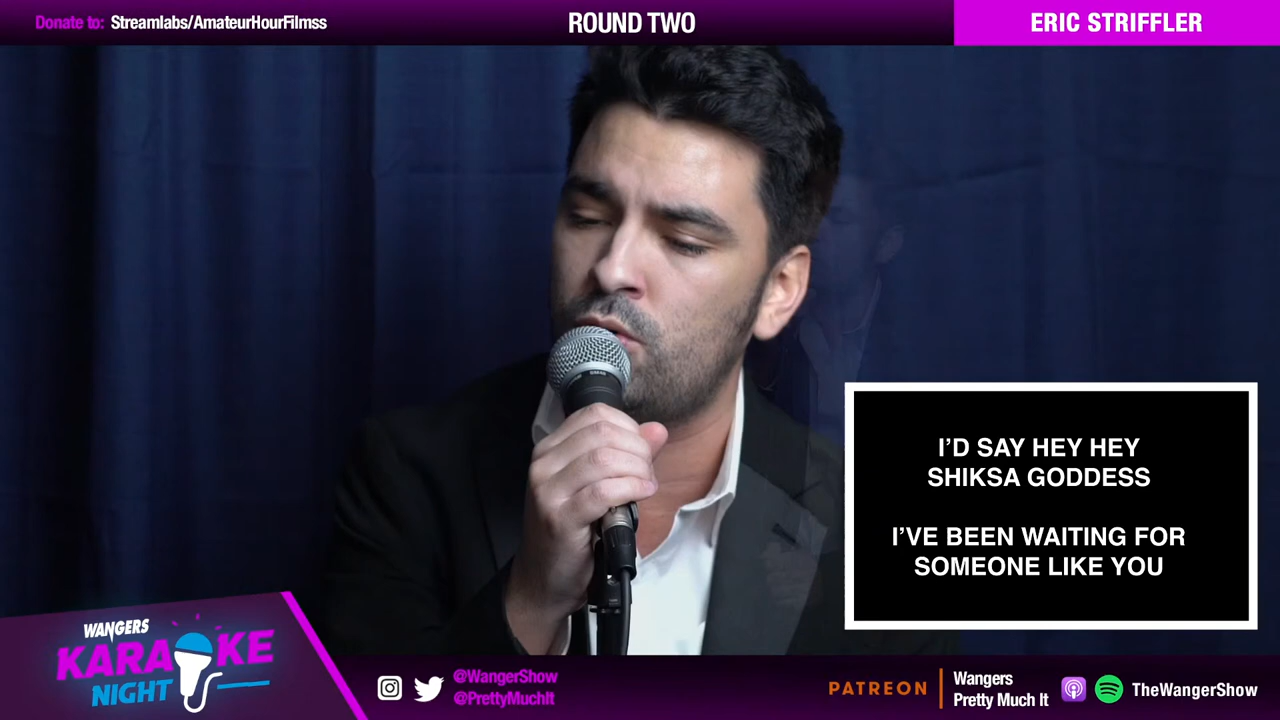 Donate to: Streamlabs/AmateurHourFilmss
ROUND TWO
ERIC STRIFFLER
I'D SAY HEY HEY
SHIKSA GODDESS
I'VE BEEN WAITING FOR
SOMEONE LIKE YOU
WANGERS
KARAOKE
NIGHT
@WangerShow
@PrettyMuchIt
PATREON
Wangers
Pretty Much It
TheWangerShow